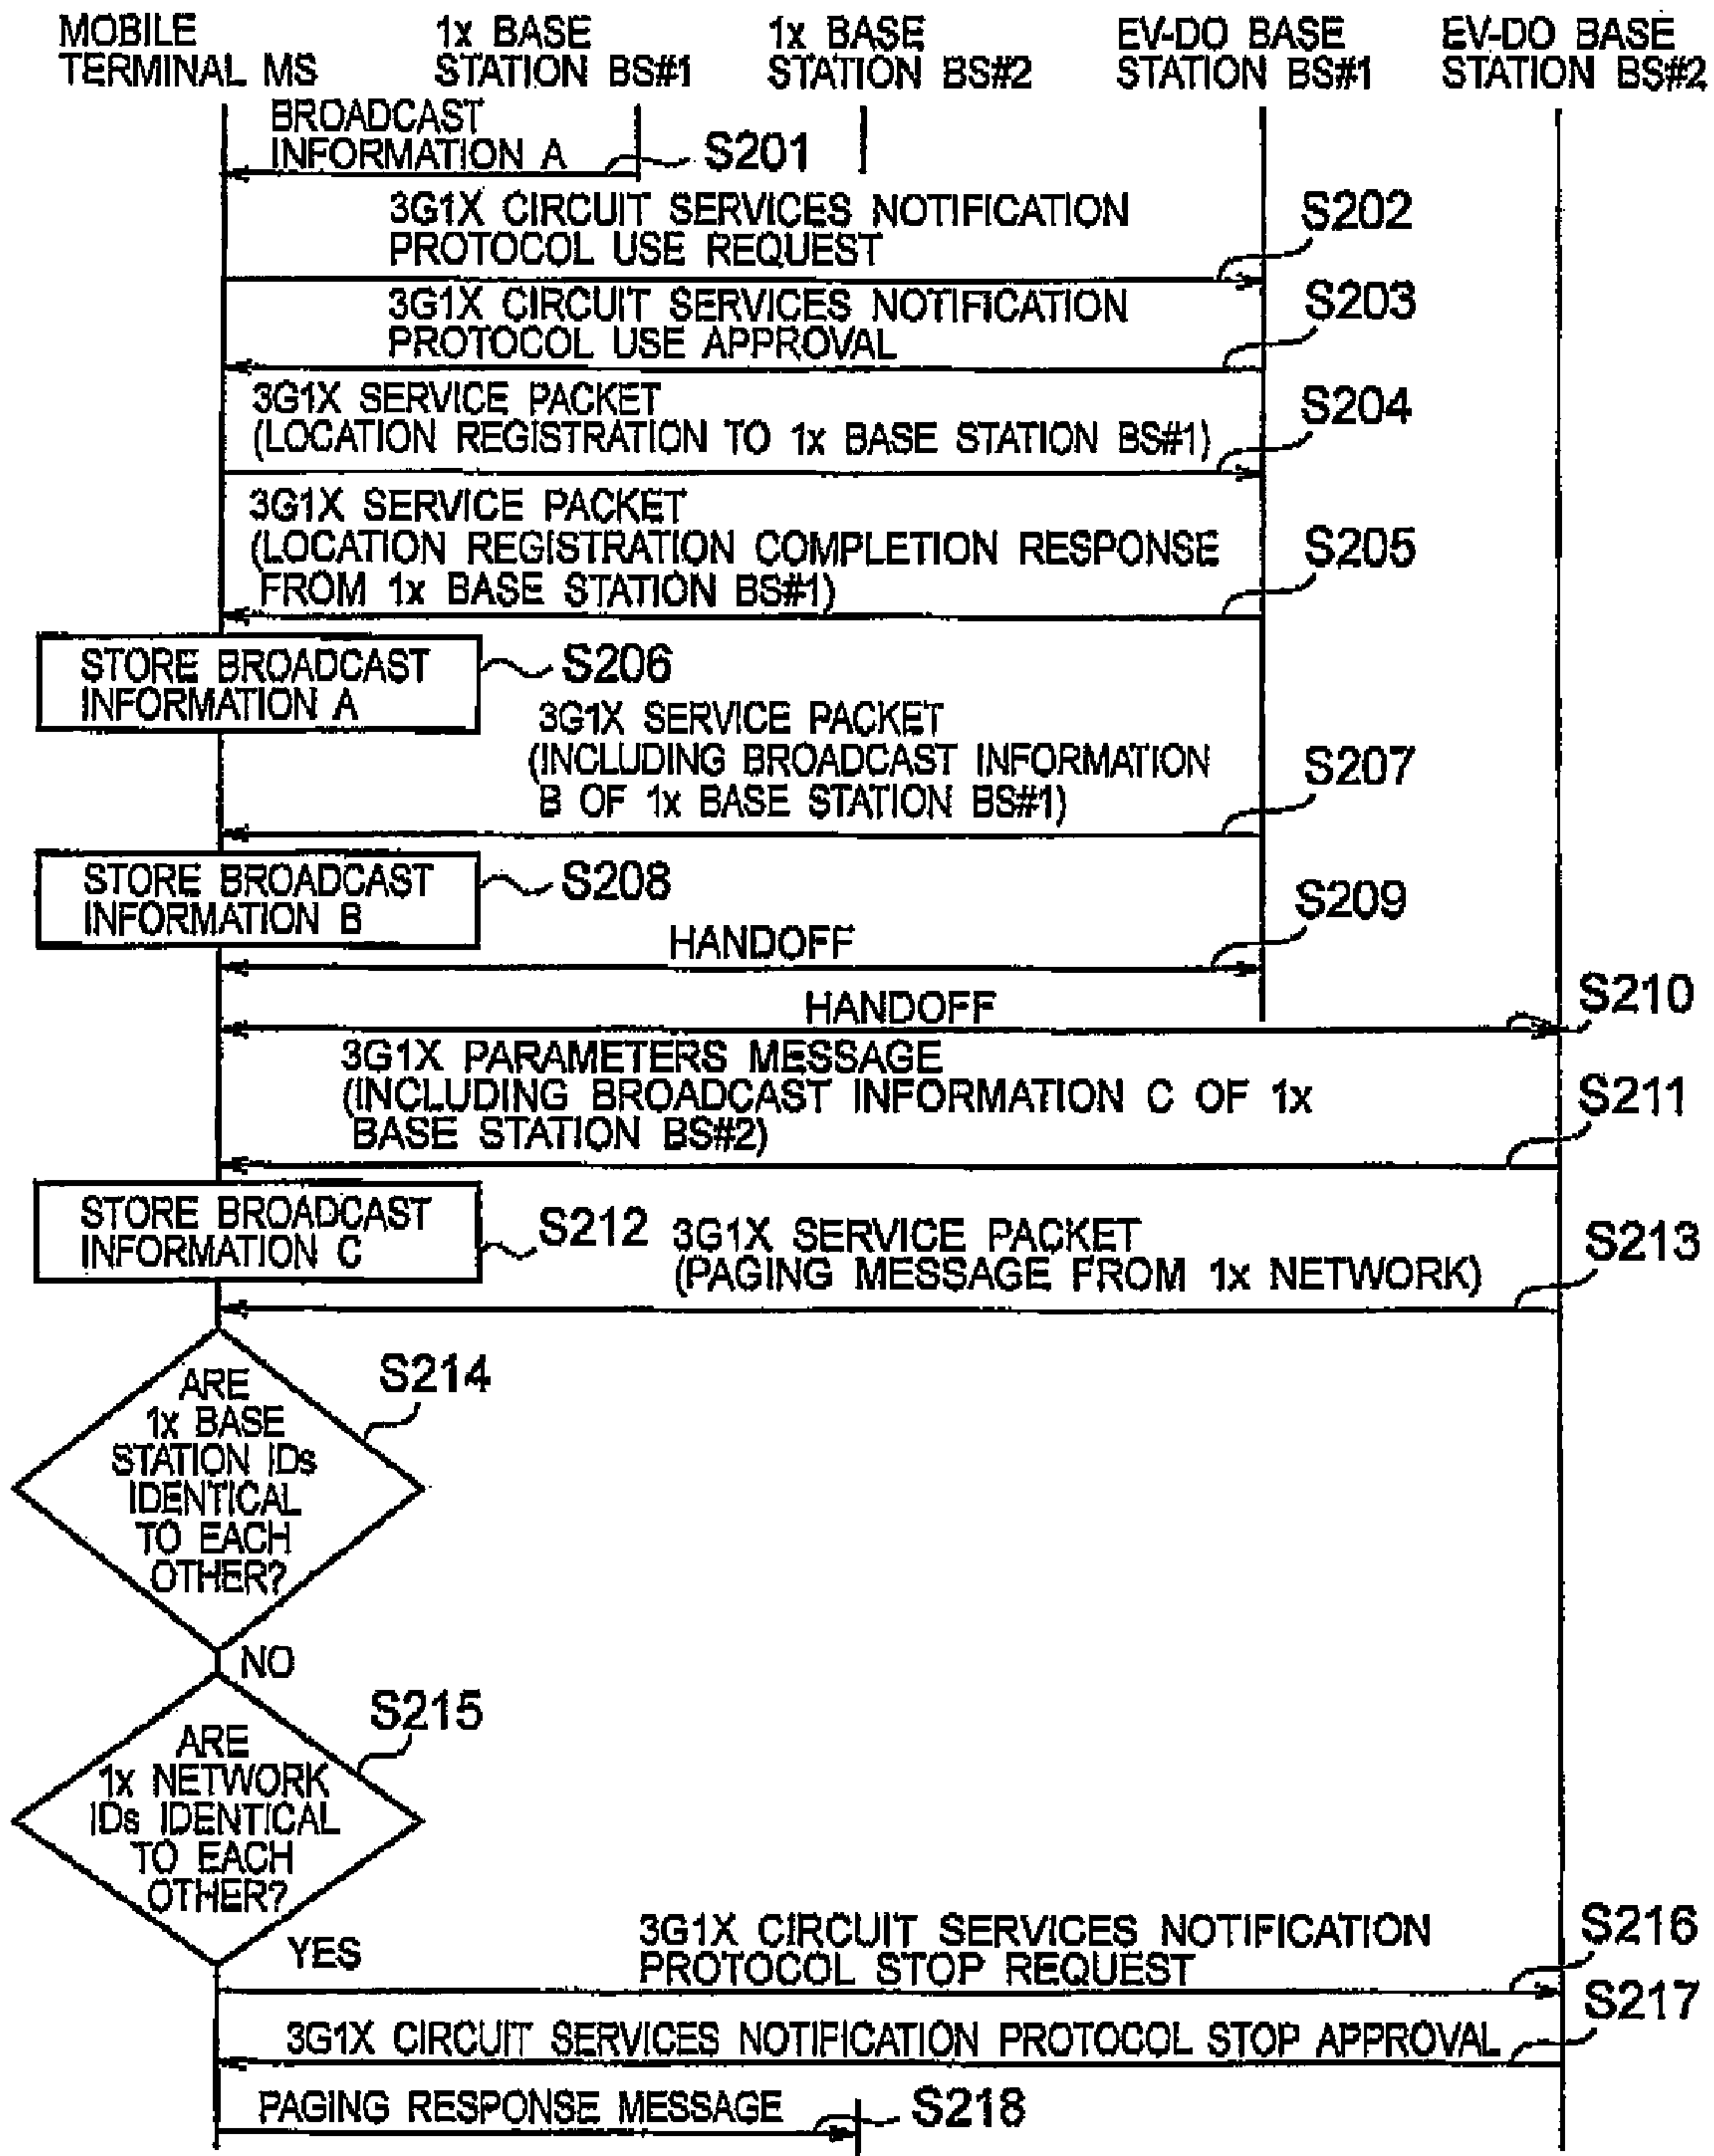 MOBILE
TERMINAL MS
1x BASE
STATION BS#1
1x BASE
STATION BS#2
EV-DO BASE
STATION BS#1
EV-DO BASE
STATION BS#2
BROADCAST
INFORMATION A
S201
3G1X CIRCUIT SERVICES NOTIFICATION
PROTOCOL USE REQUEST
S202
3G1X CIRCUIT SERVICES NOTIFICATION
PROTOCOL USE APPROVAL
S203
3G1X SERVICE PACKET
(LOCATION REGISTRATION TO 1x BASE STATION BS#1)
S204
3G1X SERVICE PACKET
(LOCATION REGISTRATION COMPLETION RESPONSE
FROM 1x BASE STATION BS#1)
S205
STORE BROADCAST
INFORMATION A
S206
3G1X SERVICE PACKET
(INCLUDING BROADCAST INFORMATION
B OF 1x BASE STATION BS#1)
S207
STORE BROADCAST
INFORMATION B
S208
HANDOFF
S209
HANDOFF
S210
3G1X PARAMETERS MESSAGE
(INCLUDING BROADCAST INFORMATION C OF 1x
BASE STATION BS#2)
S211
STORE BROADCAST
INFORMATION C
S212
3G1X SERVICE PACKET
(PAGING MESSAGE FROM 1x NETWORK)
S213
ARE
1x BASE
STATION IDs
IDENTICAL
TO EACH
OTHER?
S214
NO
ARE
1x NETWORK
IDs IDENTICAL
TO EACH
OTHER?
S215
YES
3G1X CIRCUIT SERVICES NOTIFICATION
PROTOCOL STOP REQUEST
S216
3G1X CIRCUIT SERVICES NOTIFICATION PROTOCOL STOP APPROVAL
S217
PAGING RESPONSE MESSAGE
S218